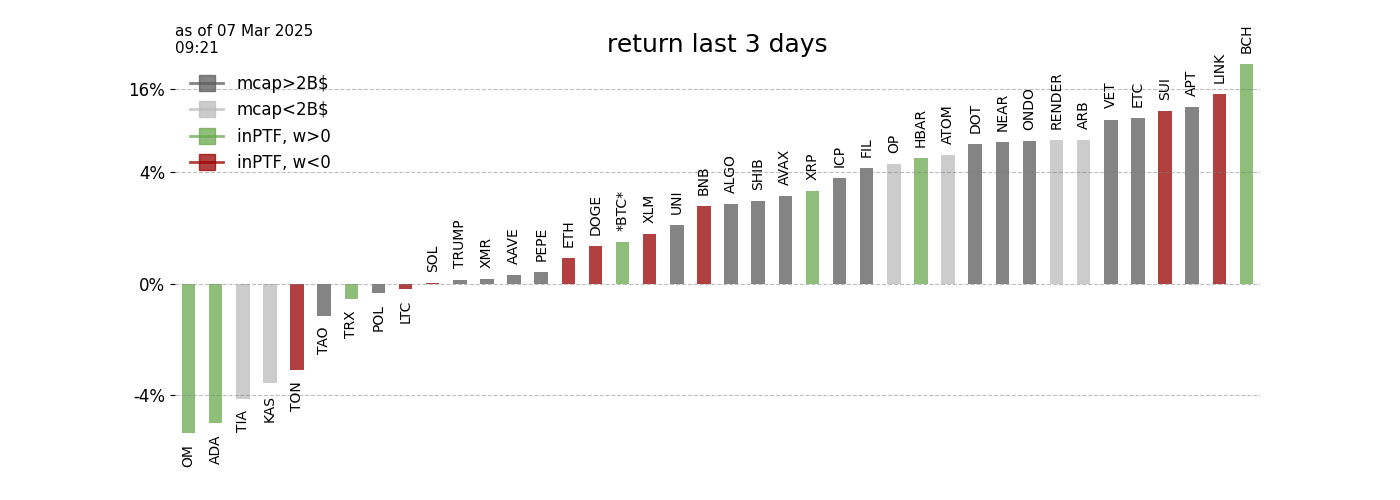 as of 07 Mar 2025
09:21
return last 3 days
mcap>2B$
mcap<2B$
inPTF, w>0
inPTF, w<0
16%
4%
0%
-4%
OM
ADA
TIA
KAS
TON
TAO
TRX
POL
LTC
SOL
TRUMP
XMR
AAVE
PEPE
ETH
DOGE
*BTC*
XLM
UNI
BNB
ALGO
SHIB
AVAX
XRP
ICP
FIL
OP
HBAR
ATOM
DOT
NEAR
ONDO
RENDER
ARB
VET
ETC
SUI
APT
LINK
BCH